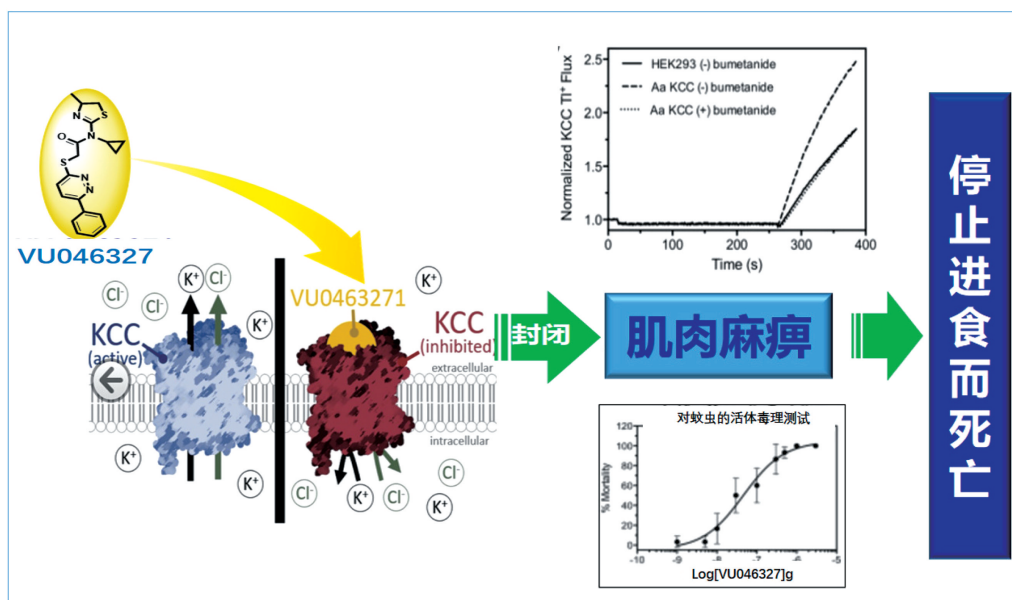 N
S
N
O
S
N
N
VU046327
Cl⁻
Cl⁻
K⁺
Cl⁻
K⁺
KCC
(active)
K⁺
K⁺
VU0463271
K⁺
KCC
(inhibited)
extracellular
intracellular
Cl⁻
K⁺
Cl⁻
Cl⁻
K⁺
封闭
Normalized KCC Tl⁺ Flux
2.5
2.0
1.5
1.0
0
100
200
300
400
Time (s)
HEK293 (-) bumetanide
Aa KCC (-) bumetanide
Aa KCC (+) bumetanide
肌肉麻痹
对蚊虫的活体毒理测试
% Mortality
120
100
80
60
40
20
0
-10
-9
-8
-7
-6
-5
Log[VU046327]g
停止进食而死亡